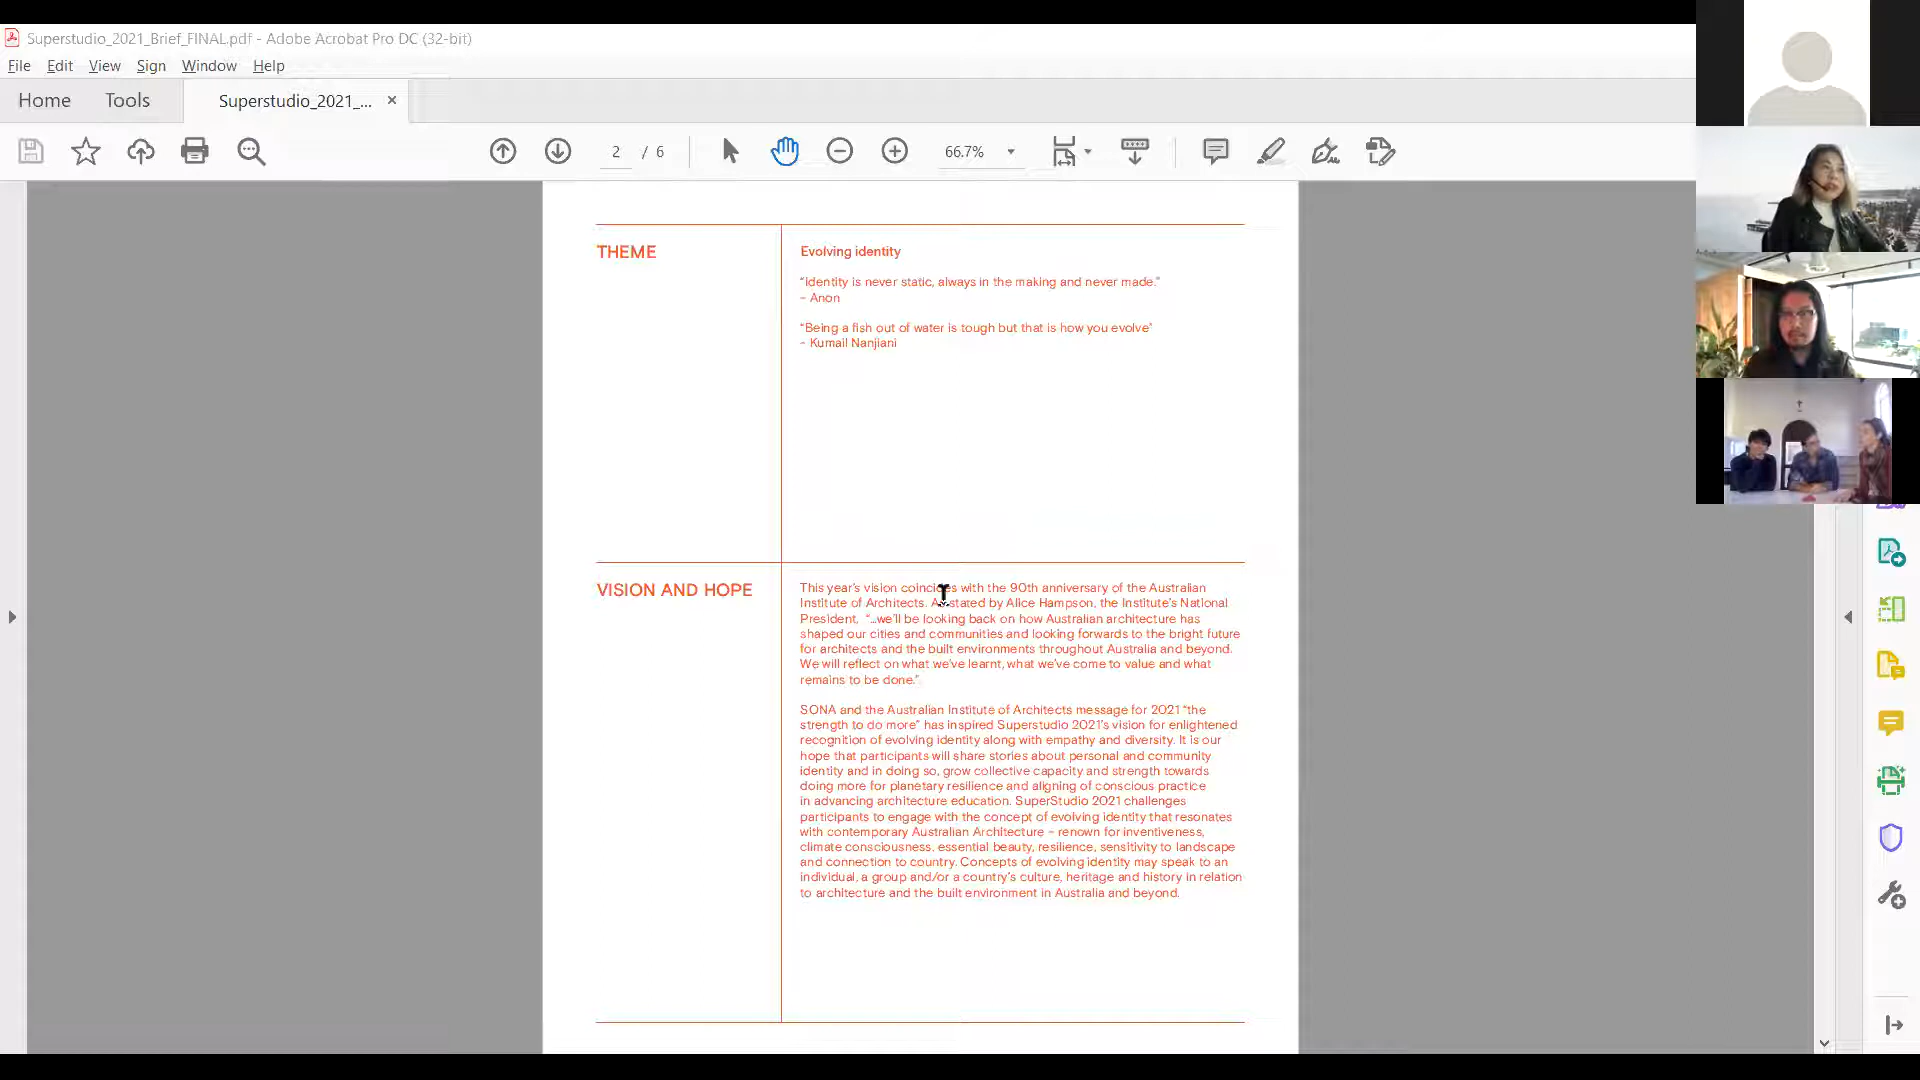 Superstudio_2021_Brief_FINAL.pdf - Adobe Acrobat Pro DC (32-bit)
File Edit View Sign Window Help
Home Tools Superstudio_2021_... ×
2 / 6 66.7%
THEME
Evolving identity
“Identity is never static, always in the making and never made.”
– Anon
“Being a fish out of water is tough but that is how you evolve”
– Kumail Nanjiani
VISION AND HOPE
This year’s vision coincides with the 90th anniversary of the Australian
Institute of Architects. As stated by Alice Hampson, the Institute’s National
President, “...we’ll be looking back on how Australian architecture has
shaped our cities and communities and looking forwards to the bright future
for architects and the built environments throughout Australia and beyond.
We will reflect on what we’ve learnt, what we’ve come to value and what
remains to be done.”.
SONA and the Australian Institute of Architects message for 2021 “the
strength to do more” has inspired Superstudio 2021’s vision for enlightened
recognition of evolving identity along with empathy and diversity. It is our
hope that participants will share stories about personal and community
identity and in doing so, grow collective capacity and strength towards
doing more for planetary resilience and aligning of conscious practice
in advancing architecture education. SuperStudio 2021 challenges
participants to engage with the concept of evolving identity that resonates
with contemporary Australian Architecture – renown for inventiveness,
climate consciousness, essential beauty, resilience, sensitivity to landscape
and connection to country. Concepts of evolving identity may speak to an
individual, a group and/or a country’s culture, heritage and history in relation
to architecture and the built environment in Australia and beyond.